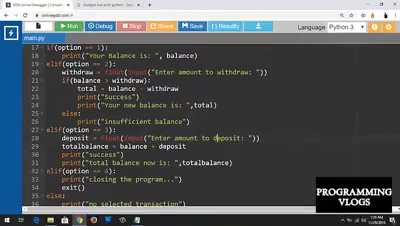 onlinegdb.com
Run
Debug
Stop
Share
Save
{ } Beautify
Language Python 3
main.py
17 if(option == 1):
18 print("Your Balance is: ", balance)
19 elif(option == 2):
20 withdraw = float(input("Enter amount to withdraw: "))
21 if(balance > withdraw):
22 total = balance - withdraw
23 print("Success")
24 print("Your new balance is: ",total)
25 else:
26 print("insufficient balance")
27 elif(option == 3):
28 deposit = float(input("Enter amount to deposit: "))
29 totalbalance = balance + deposit
30 print("success")
31 print("total balance now is: ",totalbalance)
32 elif(option == 4):
33 print("closing the program...")
34 exit()
35 else:
36 print("no selected transaction")
PROGRAMMING
VLOGS